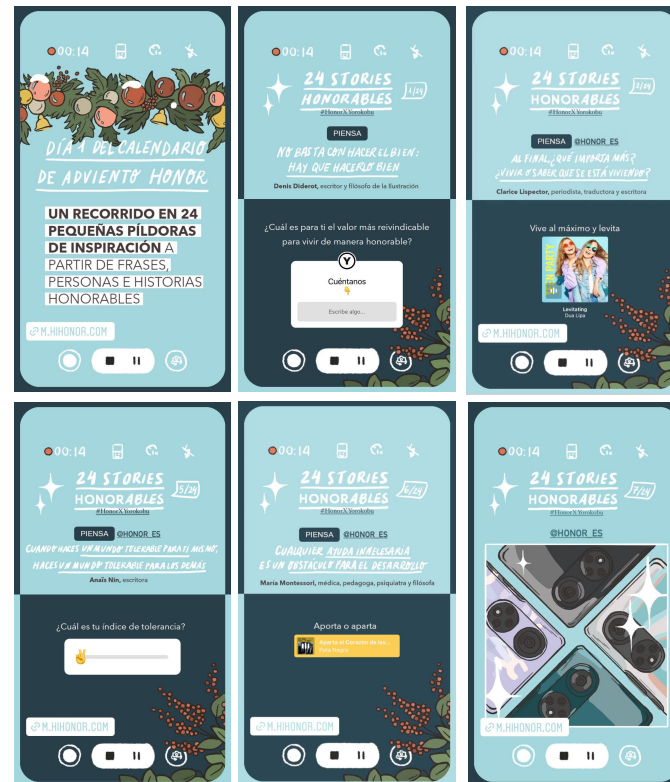 00:14
DÍA 1 DEL CALENDARIO
DE ADVIENTO HONOR
UN RECORRIDO EN 24
PEQUEÑAS PÍLDORAS
DE INSPIRACIÓN A
PARTIR DE FRASES,
PERSONAS E HISTORIAS
HONORABLES
M.HIHONOR.COM
00:14
24 STORIES
HONORABLES
1/24
#HonorXYorokobu
PIENSA
NO BASTA CON HACER EL BIEN:
HAY QUE HACERLO BIEN
Denis Diderot, escritor y filósofo de la Ilustración
¿Cuál es para ti el valor más reivindicable
para vivir de manera honorable?
Y
Cuéntanos
Escribe algo...
00:14
24 STORIES
HONORABLES
2/24
#HonorXYorokobu
PIENSA @HONOR_ES
AL FINAL, ¿QUÉ IMPORTA MÁS?
¿VIVIR O SABER QUE SE ESTÁ VIVIENDO?
Clarice Lispector, periodista, traductora y escritora
Vive al máximo y levita
Levitating
Dua Lipa
M.HIHONOR.COM
00:14
24 STORIES
HONORABLES
5/24
#HonorXYorokobu
PIENSA @HONOR_ES
CUANDO HACES UN MUNDO TOLERABLE PARA TI MISMO,
HACES UN MUNDO TOLERABLE PARA LOS DEMÁS
Anaïs Nin, escritora
¿Cuál es tu índice de tolerancia?
M.HIHONOR.COM
00:14
24 STORIES
HONORABLES
6/24
#HonorXYorokobu
PIENSA @HONOR_ES
CUALQUIER AYUDA INNECESARIA
ES UN OBSTÁCULO PARA EL DESARROLLO
María Montessori, médica, pedagoga, psiquiatra y filósofa
Aporta o aparta
M.HIHONOR.COM
00:14
24 STORIES
HONORABLES
7/24
#HonorXYorokobu
@HONOR_ES
M.HIHONOR.COM